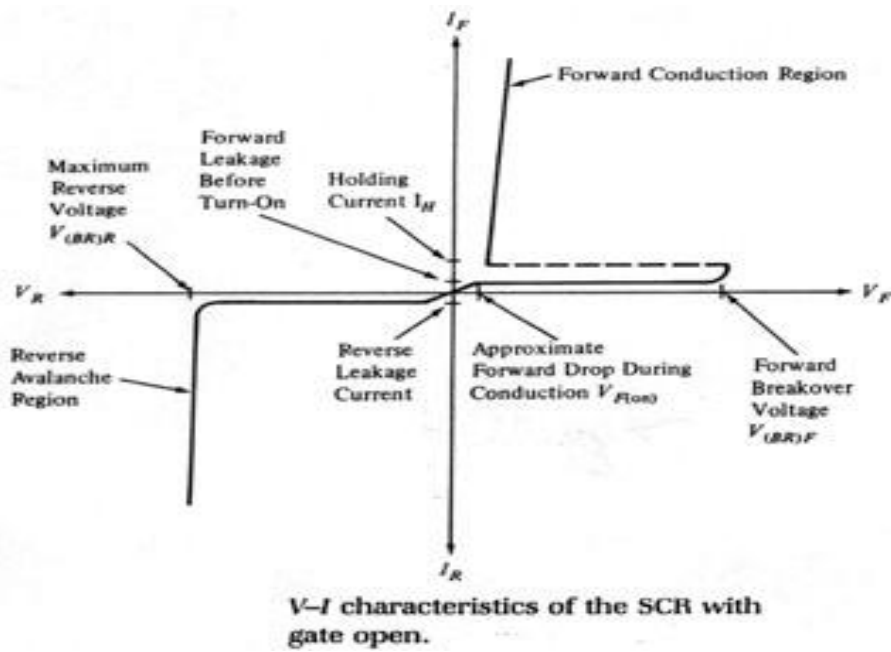 I_F
Forward Conduction Region
Forward
Leakage
Before
Turn-On
Maximum
Reverse
Voltage
V_(BR)R
Holding
Current I_H
V_R
V_F
Reverse
Avalanche
Region
Reverse
Leakage
Current
Approximate
Forward Drop During
Conduction V_F(on)
Forward
Breakover
Voltage
V_(BR)F
I_R
V–I characteristics of the SCR with
gate open.